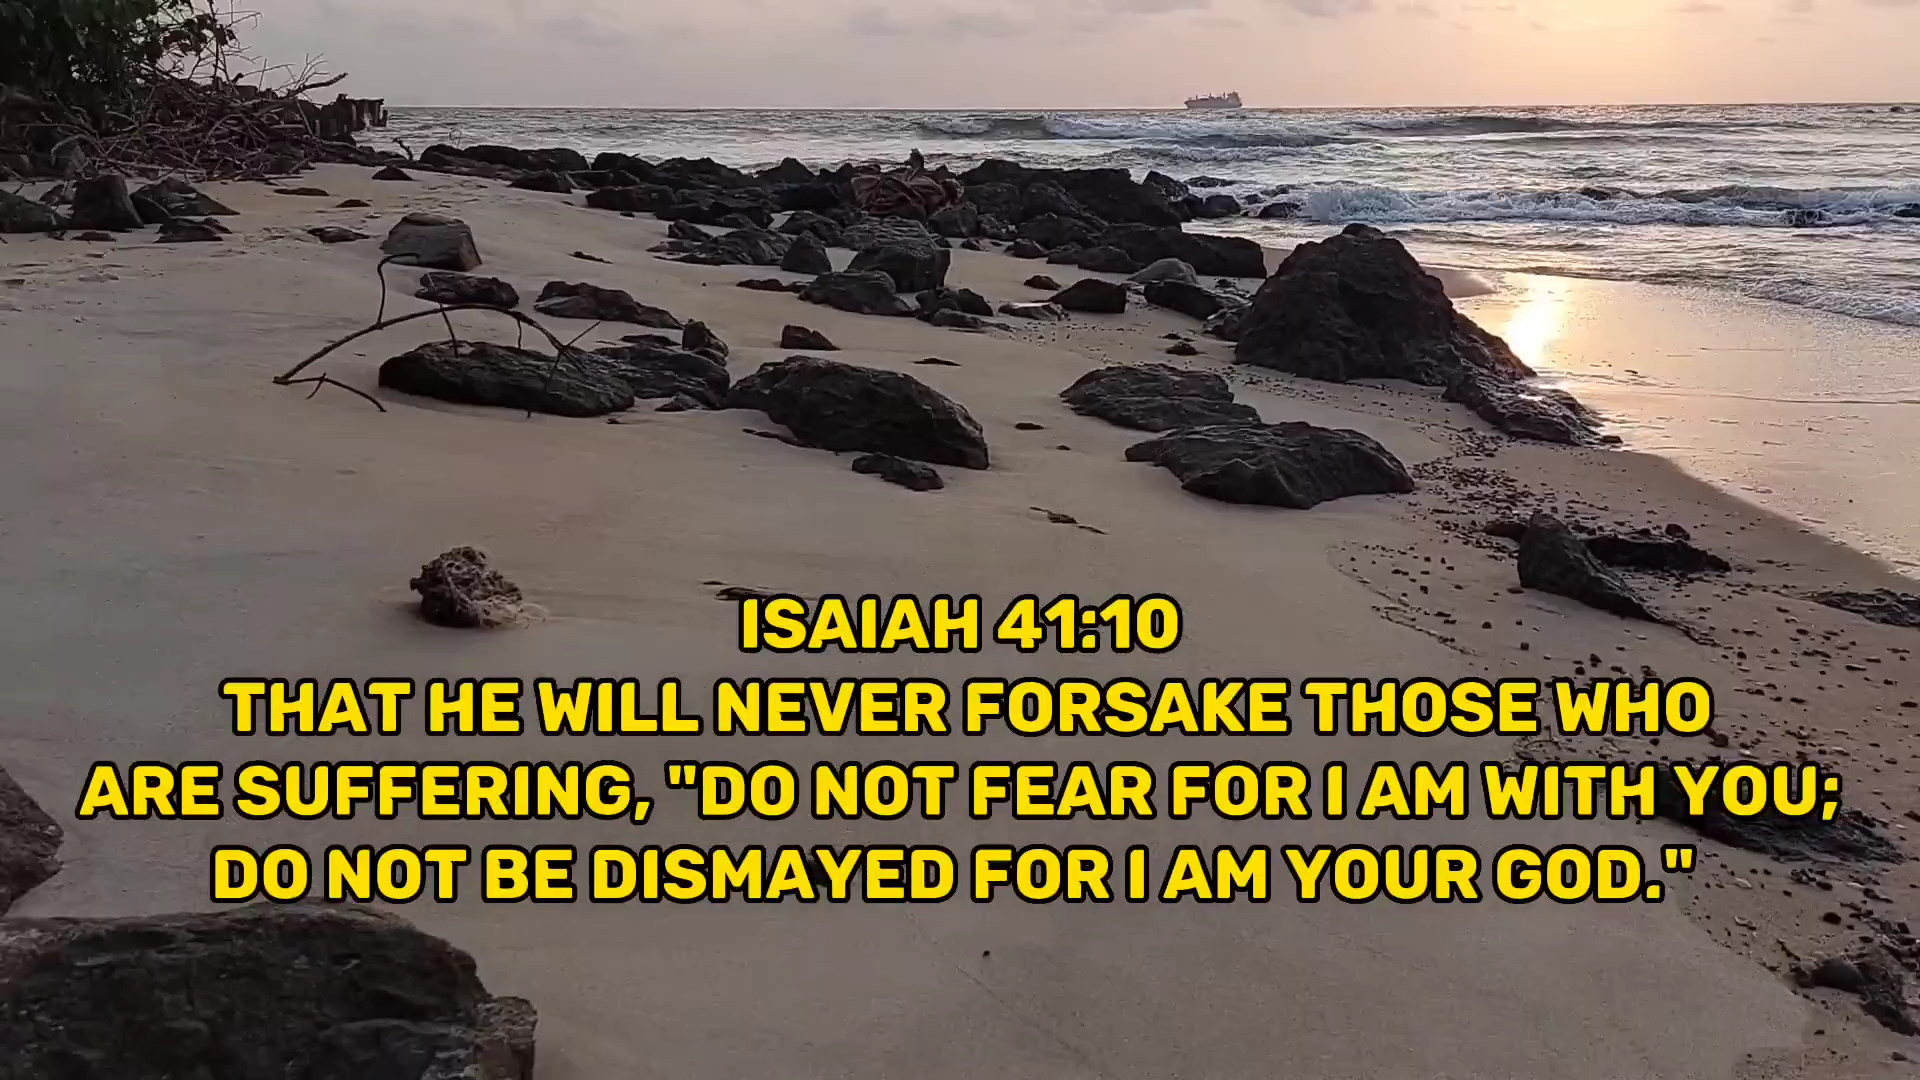 ISAIAH 41:10
THAT HE WILL NEVER FORSAKE THOSE WHO
ARE SUFFERING, "DO NOT FEAR FOR I AM WITH YOU;
DO NOT BE DISMAYED FOR I AM YOUR GOD."